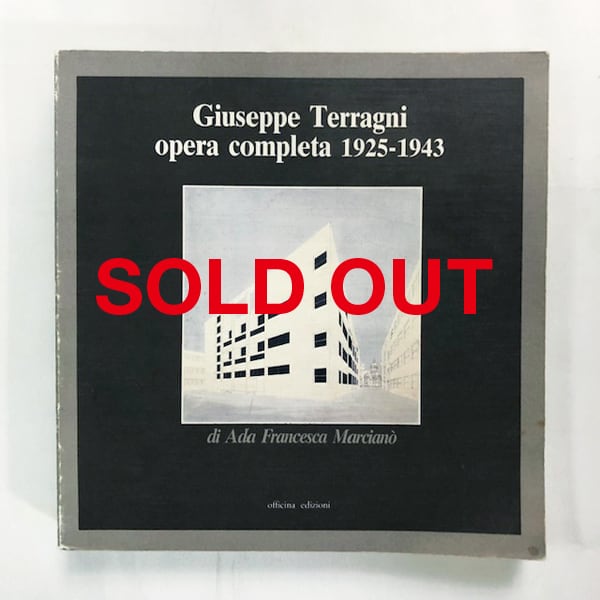 Giuseppe Terragni
opera completa 1925-1943
SOLD OUT
di Ada Francesca Marcianò
officina edizioni